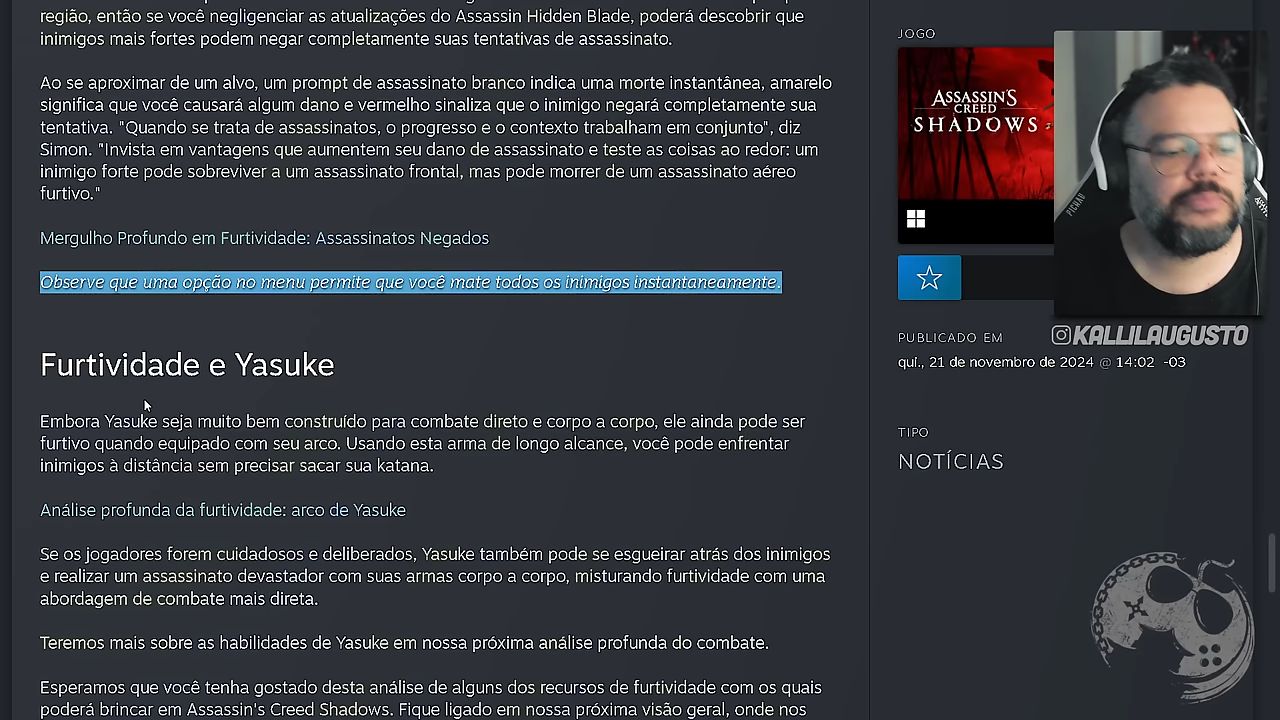 região, então se você negligenciar as atualizações do Assassin Hidden Blade, poderá descobrir que
inimigos mais fortes podem negar completamente suas tentativas de assassinato.
Ao se aproximar de um alvo, um prompt de assassinato branco indica uma morte instantânea, amarelo
significa que você causará algum dano e vermelho sinaliza que o inimigo negará completamente sua
tentativa. "Quando se trata de assassinatos, o progresso e o contexto trabalham em conjunto", diz
Simon. "Invista em vantagens que aumentem seu dano de assassinato e teste as coisas ao redor: um
inimigo forte pode sobreviver a um assassinato frontal, mas pode morrer de um assassinato aéreo
furtivo."
Mergulho Profundo em Furtividade: Assassinatos Negados
Observe que uma opção no menu permite que você mate todos os inimigos instantaneamente.
Furtividade e Yasuke
Embora Yasuke seja muito bem construído para combate direto e corpo a corpo, ele ainda pode ser
furtivo quando equipado com seu arco. Usando esta arma de longo alcance, você pode enfrentar
inimigos à distância sem precisar sacar sua katana.
Análise profunda da furtividade: arco de Yasuke
Se os jogadores forem cuidadosos e deliberados, Yasuke também pode se esgueirar atrás dos inimigos
e realizar um assassinato devastador com suas armas corpo a corpo, misturando furtividade com uma
abordagem de combate mais direta.
Teremos mais sobre as habilidades de Yasuke em nossa próxima análise profunda do combate.
Esperamos que você tenha gostado desta análise de alguns dos recursos de furtividade com os quais
poderá brincar em Assassin's Creed Shadows. Fique ligado em nossa próxima visão geral, onde nos
JOGO
ASSASSIN'S
CREED
SHADOWS
PICHAU
KALLILAUGUSTO
PUBLICADO EM
qui., 21 de novembro de 2024 @ 14:02 -03
TIPO
NOTÍCIAS